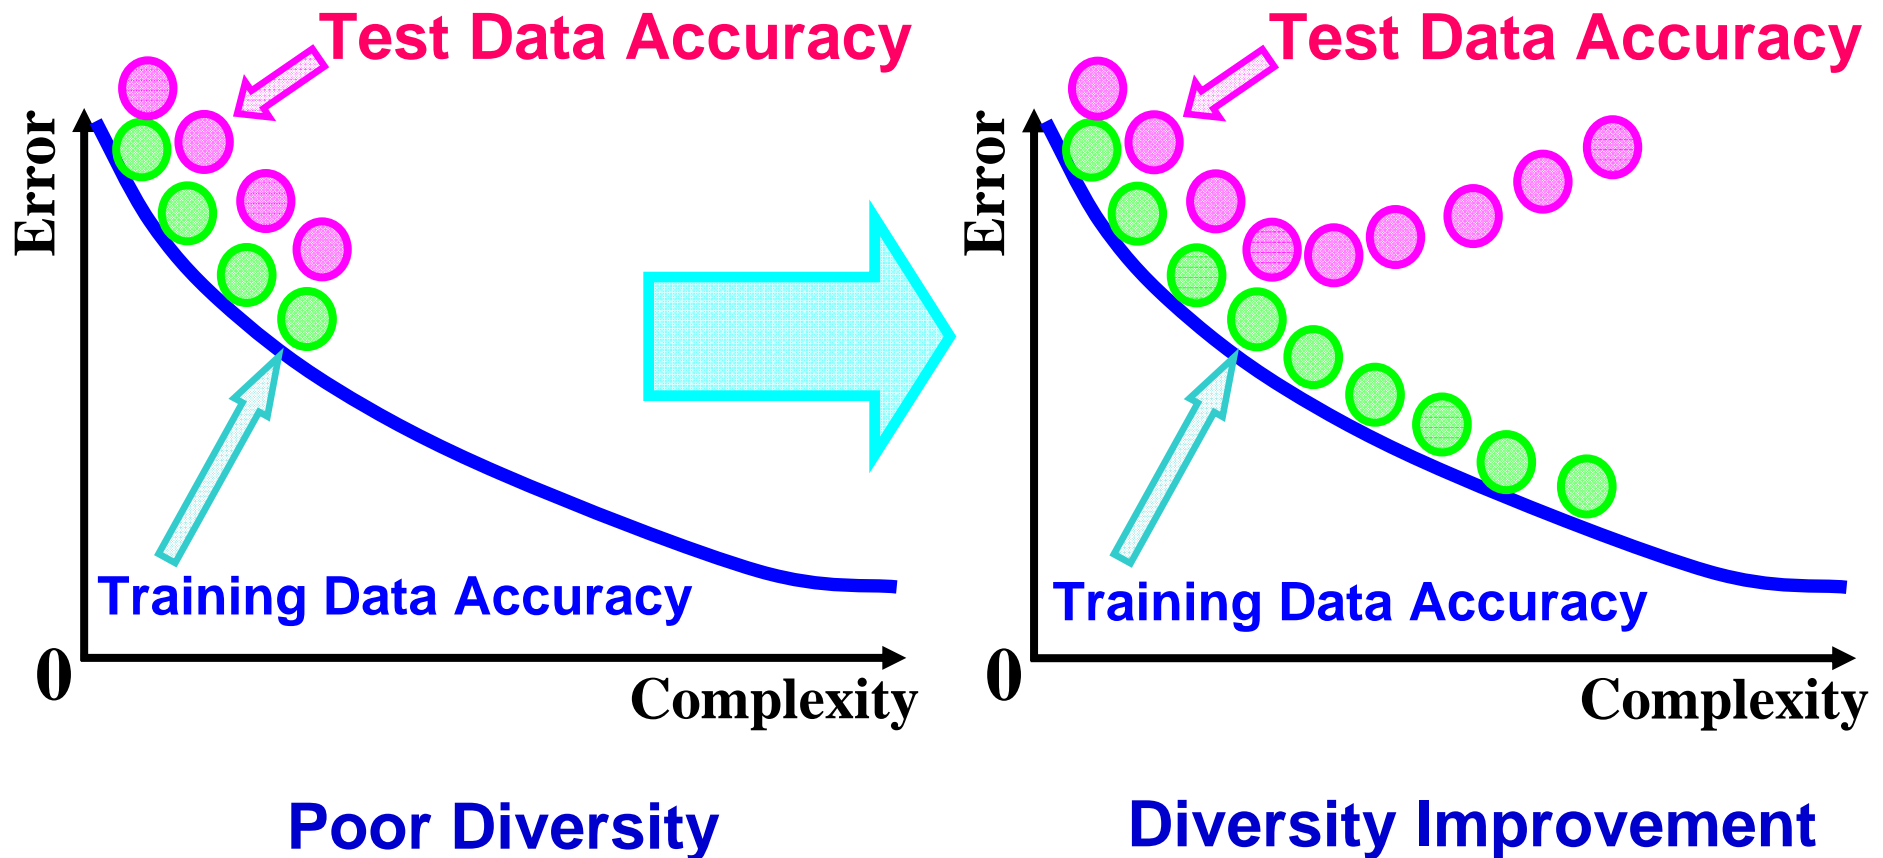 Test Data Accuracy
Error
Training Data Accuracy
0
Complexity
Poor Diversity
Test Data Accuracy
Error
Training Data Accuracy
0
Complexity
Diversity Improvement